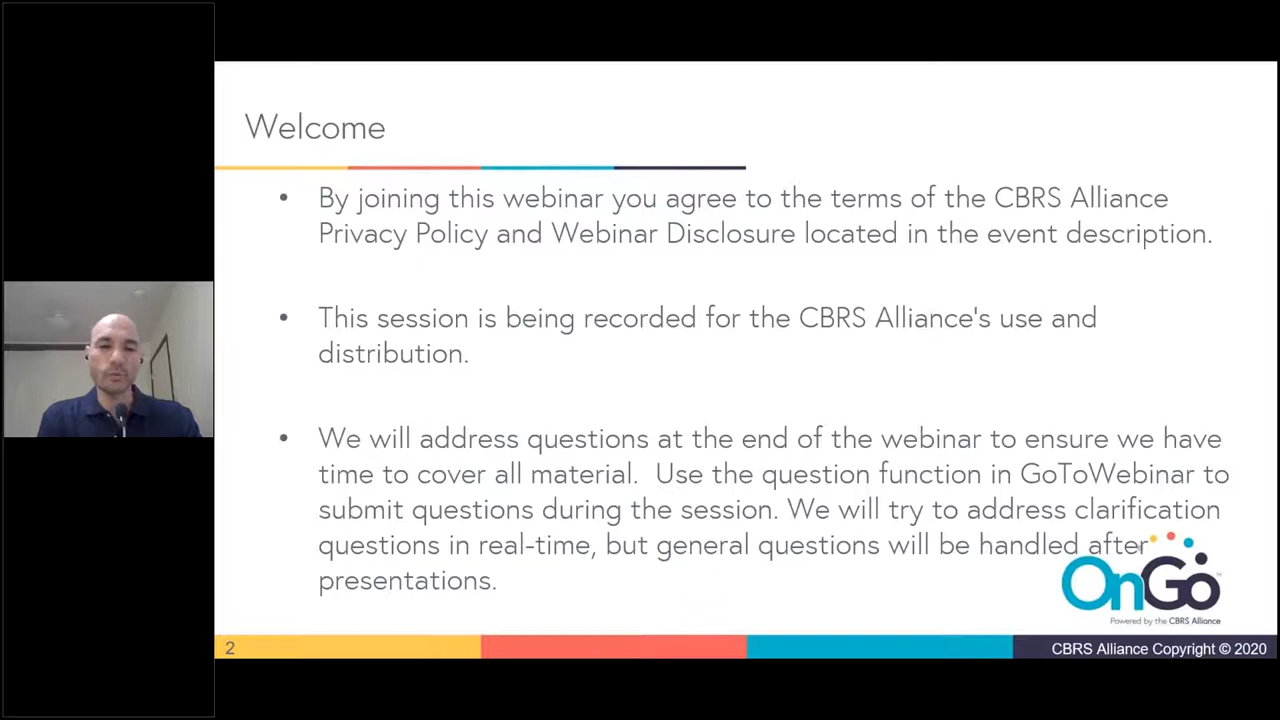 Welcome
• By joining this webinar you agree to the terms of the CBRS Alliance
Privacy Policy and Webinar Disclosure located in the event description.
• This session is being recorded for the CBRS Alliance's use and
distribution.
• We will address questions at the end of the webinar to ensure we have
time to cover all material.  Use the question function in GoToWebinar to
submit questions during the session. We will try to address clarification
questions in real-time, but general questions will be handled after
presentations.
OnGo
Powered by the CBRS Alliance
2
CBRS Alliance Copyright © 2020